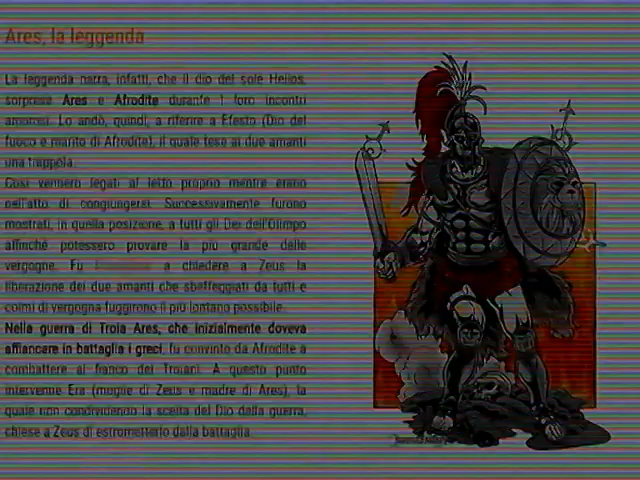 Ares, la leggenda
La leggenda narra, infatti, che il dio del sole Helios,
sorprese Ares e Afrodite durante i loro incontri
amorosi. Lo andò, quindi, a riferire a Efesto (Dio del
fuoco e marito di Afrodite), il quale tese ai due amanti
una trappola.
Così vennero legati al letto proprio mentre erano
nell'atto di congiungersi. Successivamente furono
mostrati, in quella posizione, a tutti gli Dei dell'Olimpo
affinché potessero provare la più grande delle
vergogne. Fu a chiedere a Zeus la
liberazione dei due amanti che sbeffeggiati da tutti e
colmi di vergogna fuggirono il più lontano possibile.
Nella guerra di Troia Ares, che inizialmente doveva
affiancare in battaglia i greci, fu convinto da Afrodite a
combattere al fianco dei Troiani. A questo punto
intervenne Era (moglie di Zeus e madre di Ares), la
quale non condividendo la scelta del Dio della guerra,
chiese a Zeus di estrometterlo dalla battaglia.